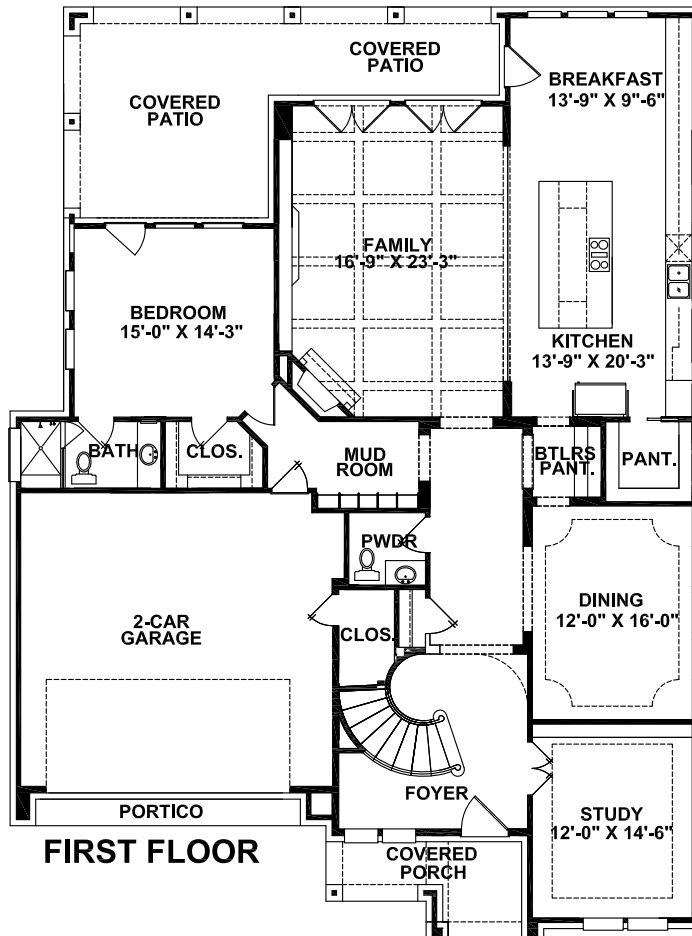 COVERED
PATIO
COVERED
PATIO
BREAKFAST
13'-9" X 9'-6"
FAMILY
16'-9" X 23'-3"
BEDROOM
15'-0" X 14'-3"
KITCHEN
13'-9" X 20'-3"
BATH
CLOS.
MUD
ROOM
BTLRS
PANT.
PANT.
PWDR
DINING
12'-0" X 16'-0"
2-CAR
GARAGE
CLOS.
FOYER
PORTICO
STUDY
12'-0" X 14'-6"
FIRST FLOOR
COVERED
PORCH